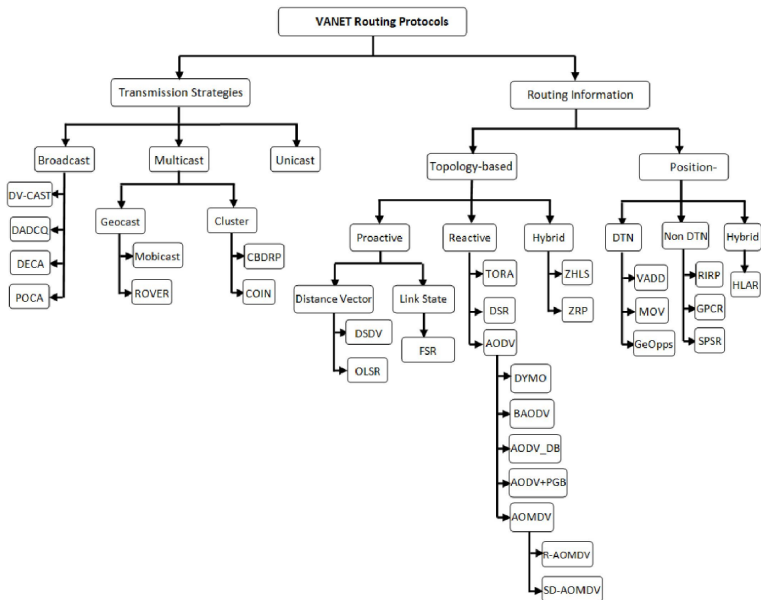 VANET Routing Protocols
Transmission Strategies
Routing Information
Broadcast
Multicast
Unicast
Topology-based
Position-
DV-CAST
DADCQ
DECA
POCA
Geocast
Cluster
Mobicast
ROVER
CBDRP
COIN
Proactive
Reactive
Hybrid
DTN
Non DTN
Hybrid
Distance Vector
Link State
DSDV
OLSR
FSR
TORA
DSR
AODV
ZHLS
ZRP
VADD
MOV
GeOpps
RIRP
GPCR
SPSR
HLAR
DYMO
BAODV
AODV_DB
AODV+PGB
AOMDV
R-AOMDV
SD-AOMDV